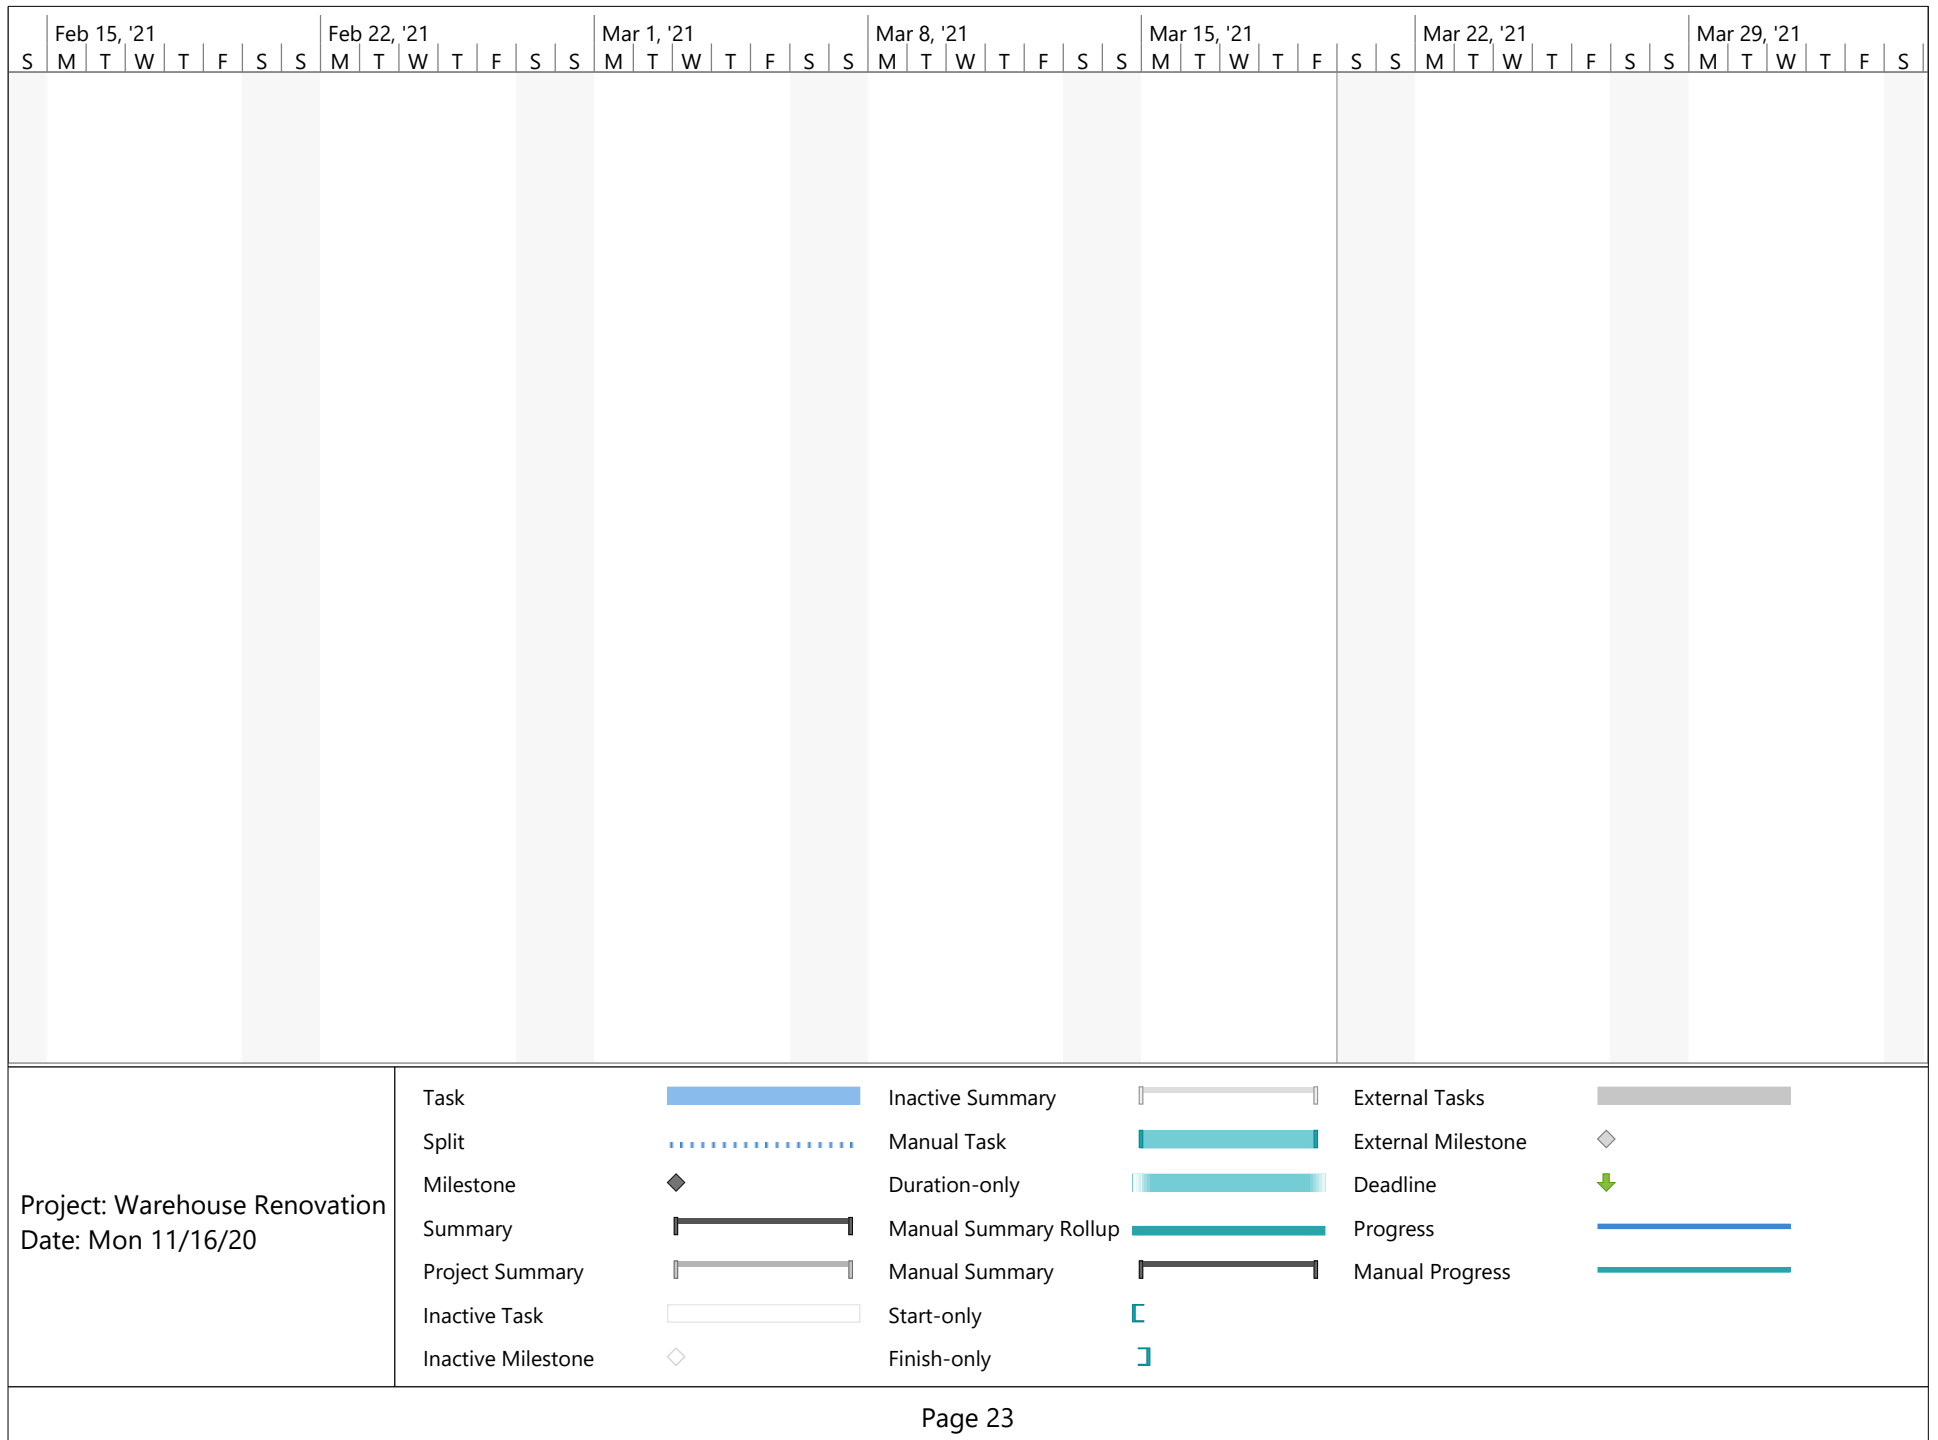 Feb 15, '21 Feb 22, '21 Mar 1, '21 Mar 8, '21 Mar 15, '21 Mar 22, '21 Mar 29, '21
S M T W T F S S M T W T F S S M T W T F S S M T W T F S S M T W T F S S M T W T F S S M T W T F S
Project: Warehouse Renovation
Date: Mon 11/16/20
Task
Split
Milestone
Summary
Project Summary
Inactive Task
Inactive Milestone
Inactive Summary
Manual Task
Duration-only
Manual Summary Rollup
Manual Summary
Start-only
Finish-only
External Tasks
External Milestone
Deadline
Progress
Manual Progress
Page 23